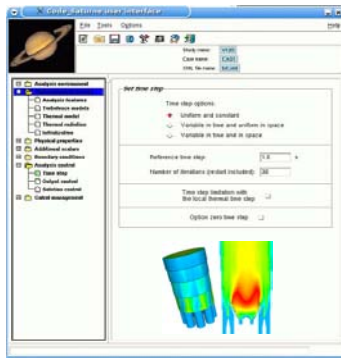 Code_Saturne user interface
File Tools Options Help
Study name:
Case name: CAS1
XML file name:
Analysis environment
Analysis features
Turbulence models
Thermal model
Thermal radiation
Initialization
Physical properties
Additional scalars
Boundary conditions
Analysis control
Time step
Output control
Solution control
Calcul management
Set time step
Time step options
Uniform and constant
Variable in time and uniform in space
Variable in time and in space
Reference time step: 1.0 s
Number of iterations (restart included): 30
Time step limitation with
the local thermal time step
Option zero time step